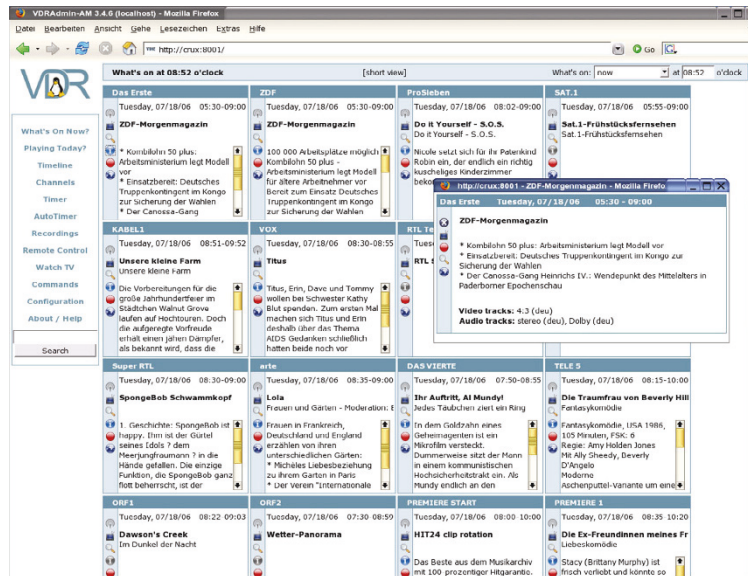 VDRAdmin-AM 3.4.6 (localhost) - Mozilla Firefox
Datei Bearbeiten Ansicht Gehe Lesezeichen Extras Hilfe
http://crux:8001/
Go
VDR
What's on at 08:52 o'clock [short view] What's on: now at 08:52 o'clock
What's On Now?
Playing Today?
Timeline
Channels
Timer
AutoTimer
Recordings
Remote Control
Watch TV
Commands
Configuration
About / Help
Search
Das Erste
Tuesday, 07/18/06 05:30-09:00
ZDF-Morgenmagazin
* Kombilohn 50 plus:
Arbeitsministerium legt Modell
vor
* Einsatzbereit: Deutsches
Truppenkontingent im Kongo
zur Sicherung der Wahlen
* Der Canossa-Gang
ZDF
Tuesday, 07/18/06 05:30-09:00
ZDF-Morgenmagazin
100 000 Arbeitsplätze möglich
Kombilohn 50 plus -
Arbeitsministerium legt Modell
für ältere Arbeitnehmer vor
Bereit zum Einsatz Deutsches
Truppenkontingent im Kongo
zur Sicherung der Wahlen
ProSieben
Tuesday, 07/18/06 08:02-09:00
Do it Yourself - S.O.S.
Do it Yourself - S.O.S.
Nicole setzt sich für ihr Patenkind
Robin ein, der endlich ein richtig
kuscheliges Kinderzimmer
SAT.1
Tuesday, 07/18/06 05:55-09:00
Sat.1-Frühstücksfernsehen
Sat.1-Frühstücksfernsehen
http://crux:8001 - ZDF-Morgenmagazin - Mozilla Firefo
Das Erste Tuesday, 07/18/06 05:30 - 09:00
ZDF-Morgenmagazin
* Kombilohn 50 plus: Arbeitsministerium legt Modell vor
* Einsatzbereit: Deutsches Truppenkontingent im Kongo zur
Sicherung der Wahlen
* Der Canossa-Gang Heinrichs IV.: Wendepunkt des Mittelalters in
Paderborner Epochenschau
Video tracks: 4:3 (deu)
Audio tracks: stereo (deu), Dolby (deu)
KABEL1
Tuesday, 07/18/06 08:51-09:52
Unsere kleine Farm
Unsere kleine Farm
Die Vorbereitungen für die
große Jahrhundertfeier im
Städtchen Walnut Grove
laufen auf Hochtouren. Doch
die aufgeregte Vorfreude
erhält einen jähen Dämpfer,
als bekannt wird, dass die
VOX
Tuesday, 07/18/06 08:30-08:55
Titus
Titus, Erin, Dave und Tommy
wollen bei Schwester Kathy
Blut spenden. Zum ersten Mal
machen sich Titus und Erin
deshalb über das Thema
AIDS Gedanken schließlich
hatten beide noch vor
RTL Te
Tuesd
RTL S
Super RTL
Tuesday, 07/18/06 08:30-09:00
SpongeBob Schwammkopf
1. Geschichte: SpongeBob ist
happy. Ihm ist der Gürtel
seines Idols ? dem
Meerjungfraumann ? in die
Hände gefallen. Die einzige
Funktion, die SpongeBob ganz
flott beherrscht, ist der
arte
Tuesday, 07/18/06 08:35-09:00
Lola
Frauen und Gärten - Moderation: E
Frauen in Frankreich,
Deutschland und England
erzählen von ihren
unterschiedlichen Gärten:
* Michèles Liebesbeziehung
zu ihrem Garten in Paris
* Der Verein "Internationale
DAS VIERTE
Tuesday, 07/18/06 07:50-08:55
Ihr Auftritt, Al Mundy!
Jedes Täubchen ziert ein Ring
In dem Goldzahn eines
Geheimagenten ist ein
Mikrofilm versteckt.
Dummerweise sitzt der Mann
in einem kommunistischen
Hochsicherheitstrakt ein. Als
Mundy endlich an den
TELE 5
Tuesday, 07/18/06 08:15-10:00
Die Traumfrau von Beverly Hill
Fantasykomödie
Fantasykomödie, USA 1986,
105 Minuten, FSK: 6
Regie: Amy Holden Jones
Mit Ally Sheedy, Beverly
D'Angelo
Moderne
Aschenputtel-Variante um eine
ORF1
Tuesday, 07/18/06 08:22-09:03
Dawson's Creek
Im Dunkel der Nacht
ORF2
Tuesday, 07/18/06 07:30-08:59
Wetter-Panorama
PREMIERE START
Tuesday, 07/18/06 08:00-10:00
HIT24 clip rotation
Das Beste aus dem Musikarchiv
mit 100 prozentiger Hitgarantie.
PREMIERE 1
Tuesday, 07/18/06 08:35-10:20
Die Ex-Freundinnen meines Fr
Liebeskomödie
Stacy (Brittany Murphy) ist
frisch verliebt und könnte so